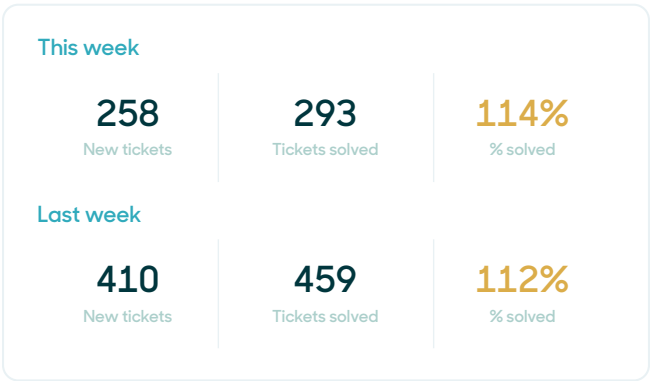 This week
258 293 114%
New tickets Tickets solved % solved
Last week
410 459 112%
New tickets Tickets solved % solved